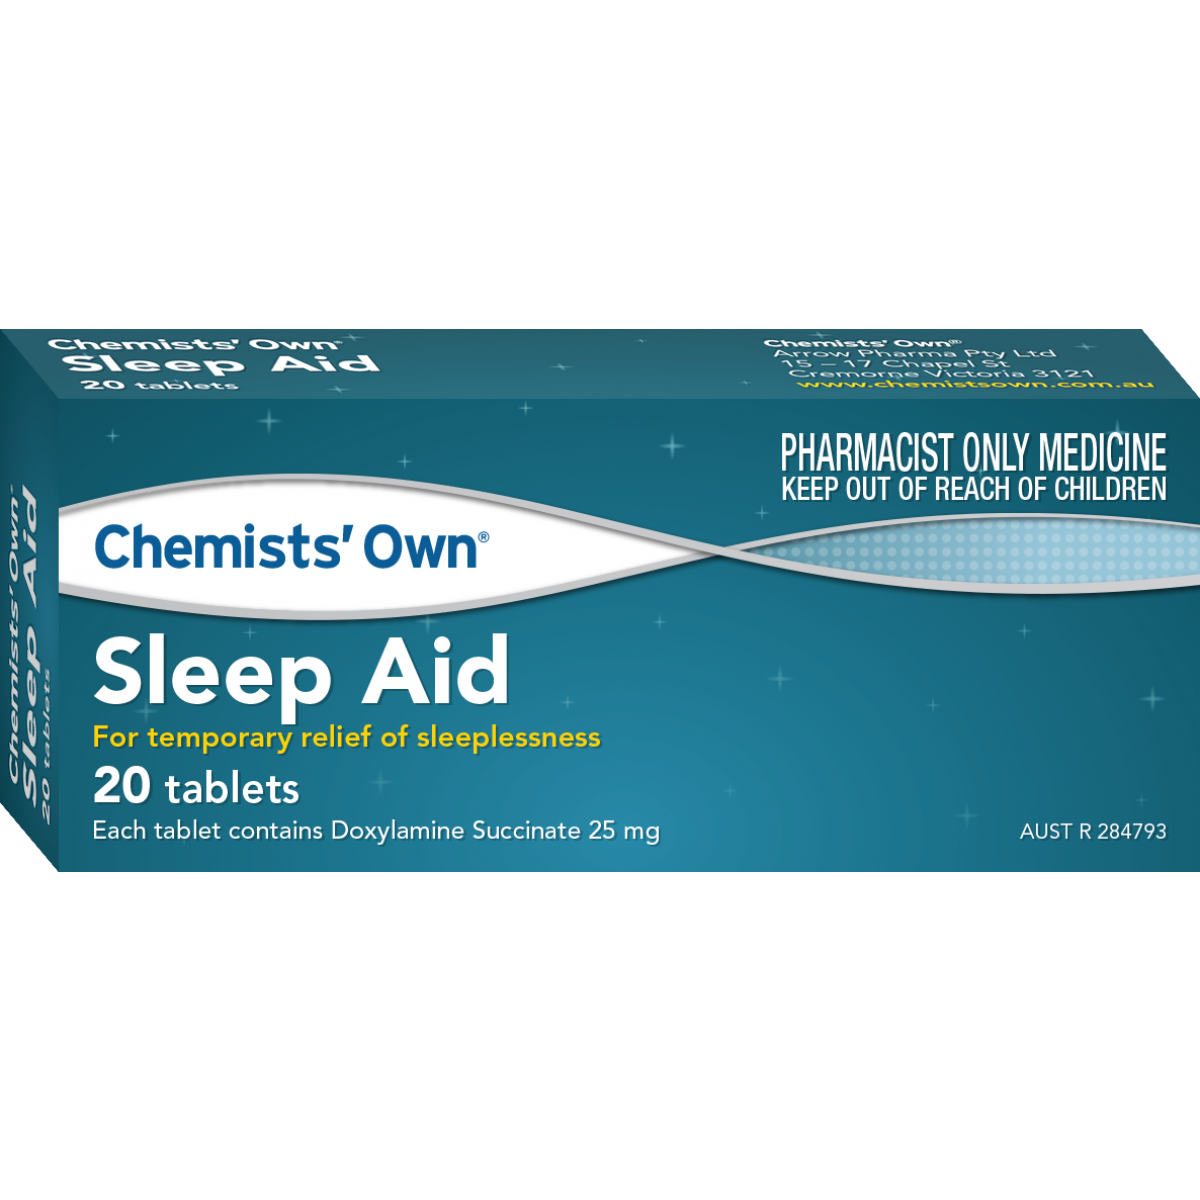 Chemists' Own®
Sleep Aid
20 tablets
Chemists' Own®
Arrow Pharma Pty Ltd
15 – 17 Chapel St
Cremorne Victoria 3121
www.chemistsown.com.au
Chemists' Own®
Sleep Aid
20 tablets
PHARMACIST ONLY MEDICINE
KEEP OUT OF REACH OF CHILDREN
Chemists' Own®
Sleep Aid
For temporary relief of sleeplessness
20 tablets
Each tablet contains Doxylamine Succinate 25 mg
AUST R 284793